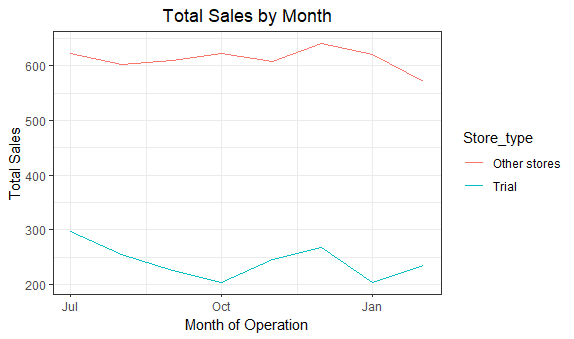 Total Sales by Month
Total Sales
600
500
400
300
200
Jul
Oct
Jan
Month of Operation
Store_type
Other stores
Trial